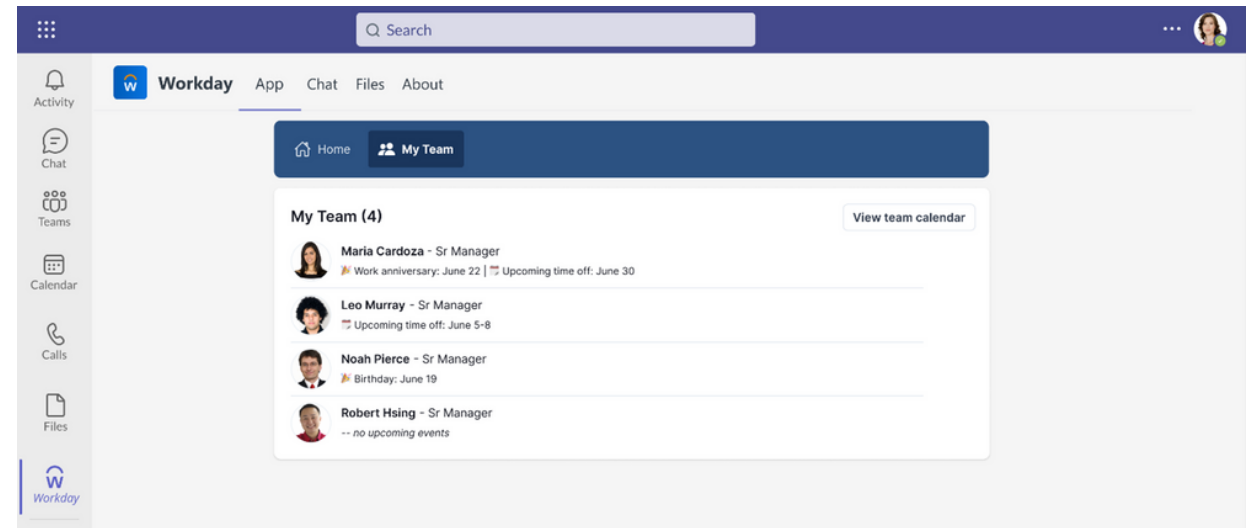 Search
...
Activity
Chat
Teams
Calendar
Calls
Files
Workday
W Workday App Chat Files About
Home My Team
My Team (4) View team calendar
Maria Cardoza - Sr Manager
Work anniversary: June 22 | Upcoming time off: June 30
Leo Murray - Sr Manager
Upcoming time off: June 5-8
Noah Pierce - Sr Manager
Birthday: June 19
Robert Hsing - Sr Manager
-- no upcoming events